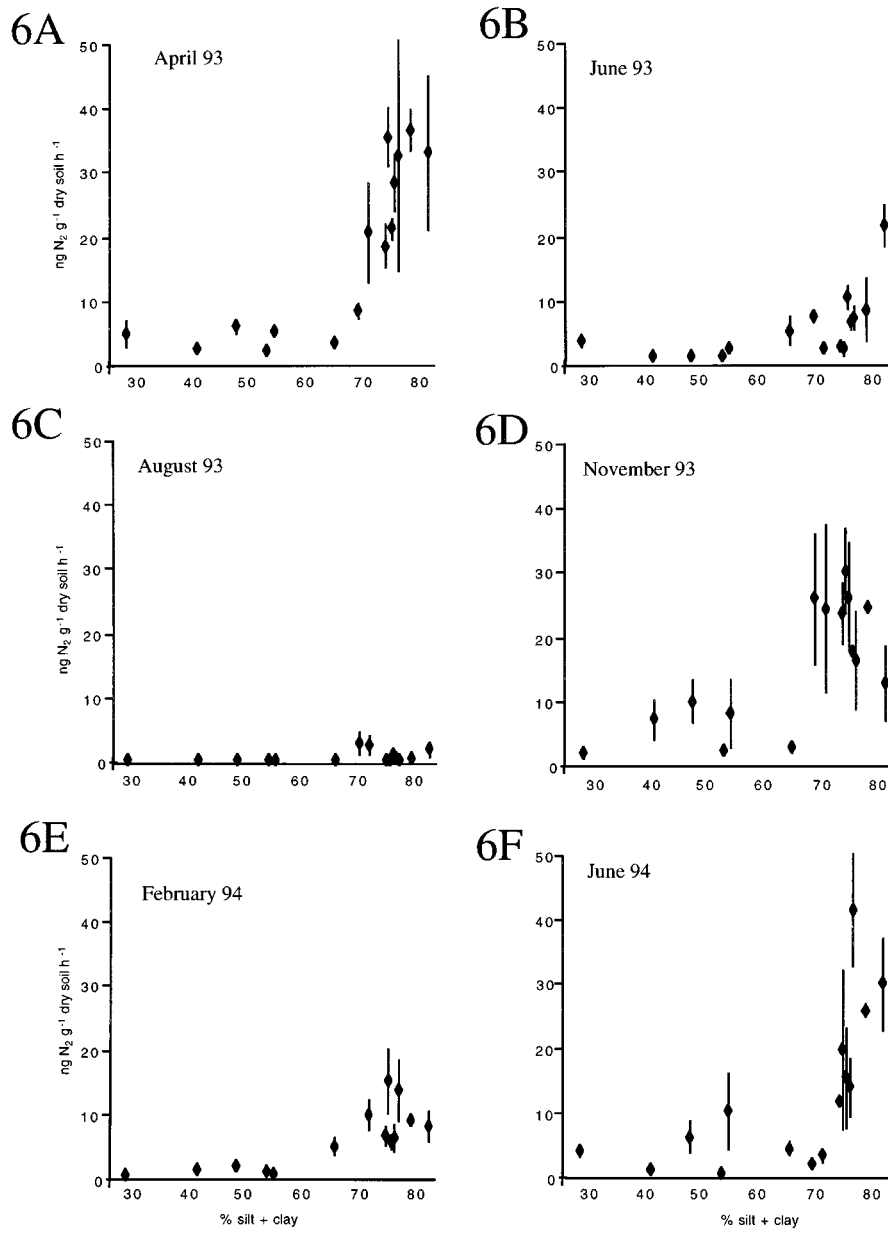 6A
April 93
50
40
30
20
10
0
ng N₂ g⁻¹ dry soil h⁻¹
30 40 50 60 70 80
6B
June 93
50
40
30
20
10
0
30 40 50 60 70 80
6C
August 93
50
40
30
20
10
0
ng N₂ g⁻¹ dry soil h⁻¹
30 40 50 60 70 80
6D
November 93
50
40
30
20
10
0
30 40 50 60 70 80
6E
February 94
50
40
30
20
10
0
ng N₂ g⁻¹ dry soil h⁻¹
30 40 50 60 70 80
% silt + clay
6F
June 94
50
40
30
20
10
0
30 40 50 60 70 80
% silt + clay